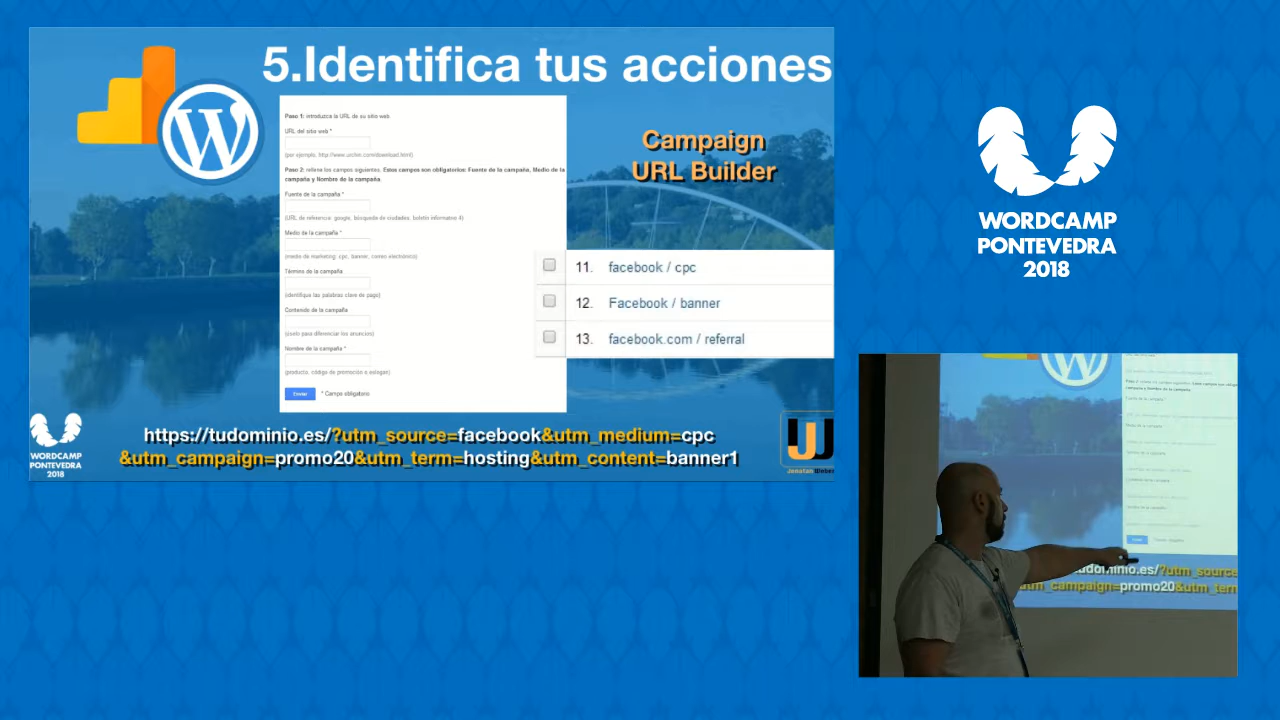 5.Identifica tus acciones
Campaign
URL Builder
Paso 1: introduzca la URL de su sitio web.
URL del sitio web *
(por ejemplo, http://www.urchin.com/download.html)
Paso 2: rellene los campos siguientes. Estos campos son obligatorios: Fuente de la campaña, Medio de la
campaña y Nombre de la campaña.
Fuente de la campaña *
(URL de referencia: google, búsqueda de ciudades, boletín informativo 4)
Medio de la campaña *
(medio de marketing: cpc, banner, correo electrónico)
Término de la campaña
(identifique las palabras clave de pago)
Contenido de la campaña
(úselo para diferenciar los anuncios)
Nombre de la campaña *
(producto, código de promoción o eslogan)
Enviar * Campo obligatorio
11. facebook / cpc
12. Facebook / banner
13. facebook.com / referral
https://tudominio.es/?utm_source=facebook&utm_medium=cpc
&utm_campaign=promo20&utm_term=hosting&utm_content=banner1
WORDCAMP
PONTEVEDRA
2018
WORDCAMP
PONTEVEDRA
2018
udominio.es/?utm_source
utm_campaign=promo20&utm_term